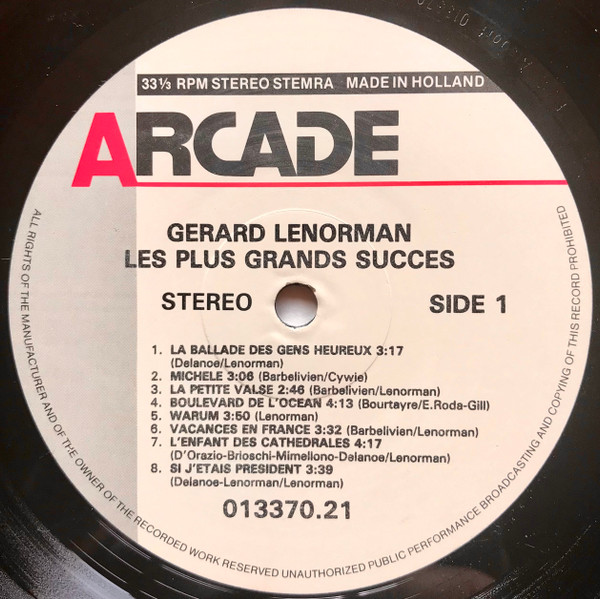 33⅓ RPM STEREO STEMRA MADE IN HOLLAND
ARCADE
GERARD LENORMAN
LES PLUS GRANDS SUCCES
STEREO
SIDE 1
1. LA BALLADE DES GENS HEUREUX 3:17
(Delanoe/Lenorman)
2. MICHELE 3:06 (Barbelivien/Cywie)
3. LA PETITE VALSE 2:46 (Barbelivien/Lenorman)
4. BOULEVARD DE L'OCEAN 4:13 (Bourtayre/E.Roda-Gill)
5. WARUM 3:50 (Lenorman)
6. VACANCES EN FRANCE 3:32 (Barbelivien/Lenorman)
7. L'ENFANT DES CATHEDRALES 4:17
(D'Orazio-Brioschi-Mimellono-Delanoe/Lenorman)
8. SI J'ETAIS PRESIDENT 3:39
(Delanoe-Lenorman/Lenorman)
013370.21
ALL RIGHTS OF THE MANUFACTURER AND OF THE OWNER OF THE RECORDED WORK RESERVED UNAUTHORIZED PUBLIC PERFORMANCE BROADCASTING AND COPYING OF THIS RECORD PROHIBITED